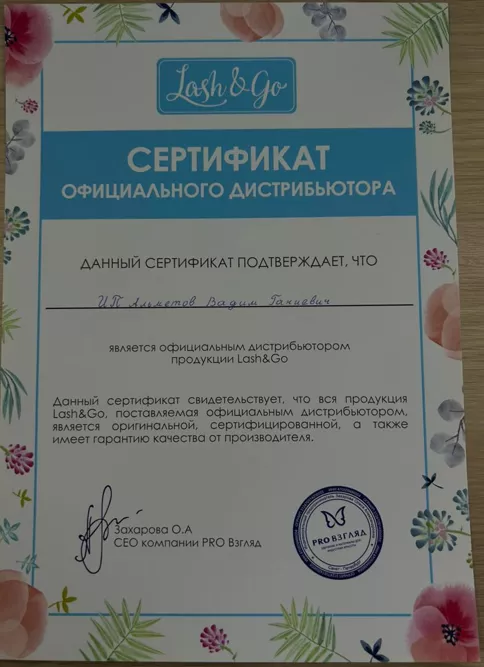 Lash & Go
СЕРТИФИКАТ
ОФИЦИАЛЬНОГО ДИСТРИБЬЮТОРА
ДАННЫЙ СЕРТИФИКАТ ПОДТВЕРЖДАЕТ, ЧТО
ИП Альметов Вадим Ганиевич
является официальным дистрибьютором
продукции Lash&Go
Данный сертификат свидетельствует, что вся продукция
Lash&Go, поставляемая официальным дистрибьютором,
является оригинальной, сертифицированной, а также
имеет гарантию качества от производителя.
Захарова О.А
CEO компании PRO Взгляд
PRO ВЗГЛЯД